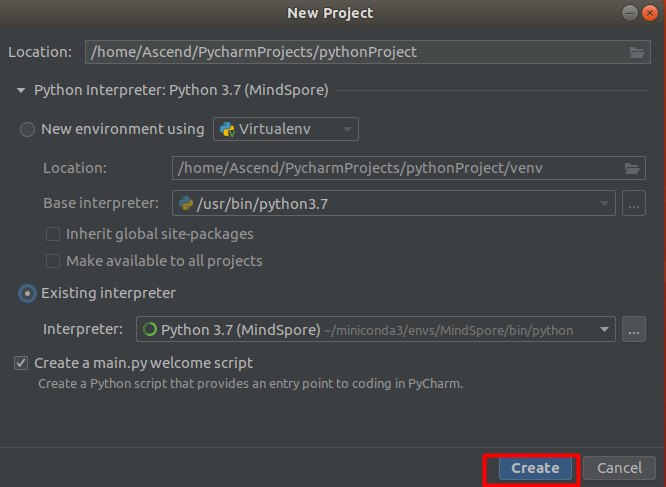 New Project
Location: /home/Ascend/PycharmProjects/pythonProject
Python Interpreter: Python 3.7 (MindSpore)
New environment using Virtualenv
Location: /home/Ascend/PycharmProjects/pythonProject/venv
Base interpreter: /usr/bin/python3.7 ...
Inherit global site-packages
Make available to all projects
Existing interpreter
Interpreter: Python 3.7 (MindSpore) ~/miniconda3/envs/MindSpore/bin/python ...
Create a main.py welcome script
Create a Python script that provides an entry point to coding in PyCharm.
Create Cancel